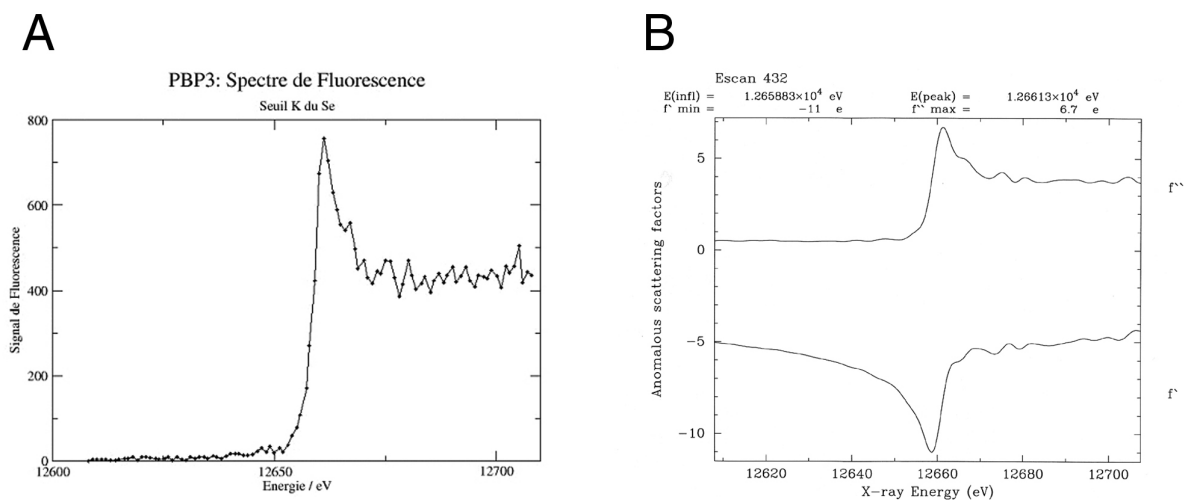 A
PBP3: Spectre de Fluorescence
Seuil K du Se
800
600
400
200
0
Signal de Fluorescence
12600
12650
12700
Energie / eV
B
Escan 432
E(infl) = 1.265883×10⁴ eV E(peak) = 1.26613×10⁴ eV
f` min = -11 e f`` max = 6.7 e
5
0
-5
-10
Anomalous scattering factors
f``
f`
12620
12640
12660
12680
12700
X-ray Energy (eV)